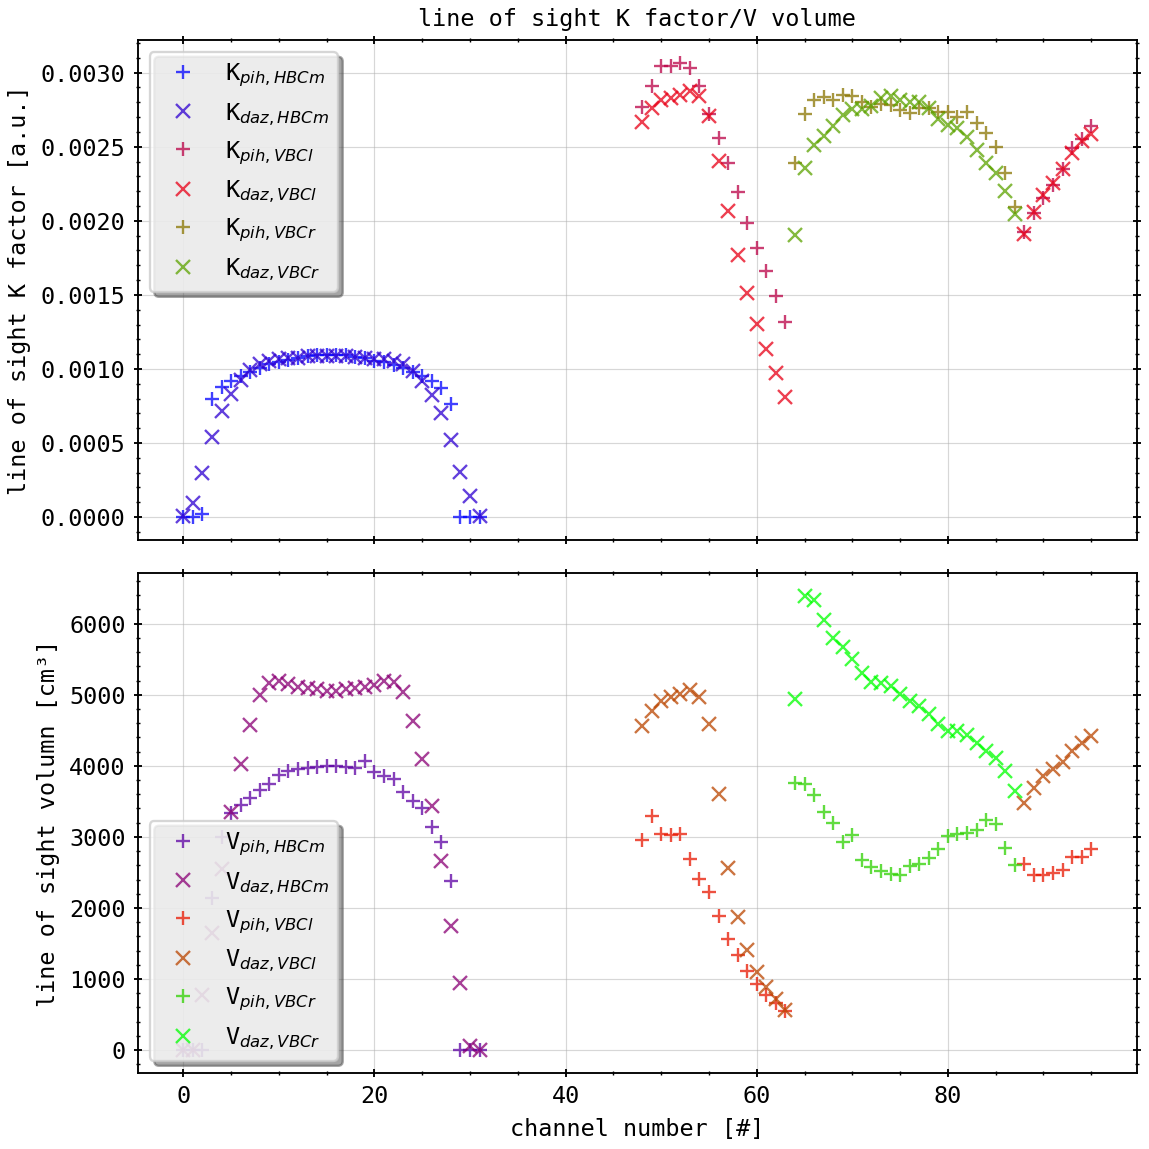 line of sight K factor/V volume
line of sight K factor [a.u.]
0.0030
0.0025
0.0020
0.0015
0.0010
0.0005
0.0000
K_pih,HBCm
K_daz,HBCm
K_pih,VBCl
K_daz,VBCl
K_pih,VBCr
K_daz,VBCr
line of sight volumn [cm³]
6000
5000
4000
3000
2000
1000
0
V_pih,HBCm
V_daz,HBCm
V_pih,VBCl
V_daz,VBCl
V_pih,VBCr
V_daz,VBCr
0 20 40 60 80
channel number [#]